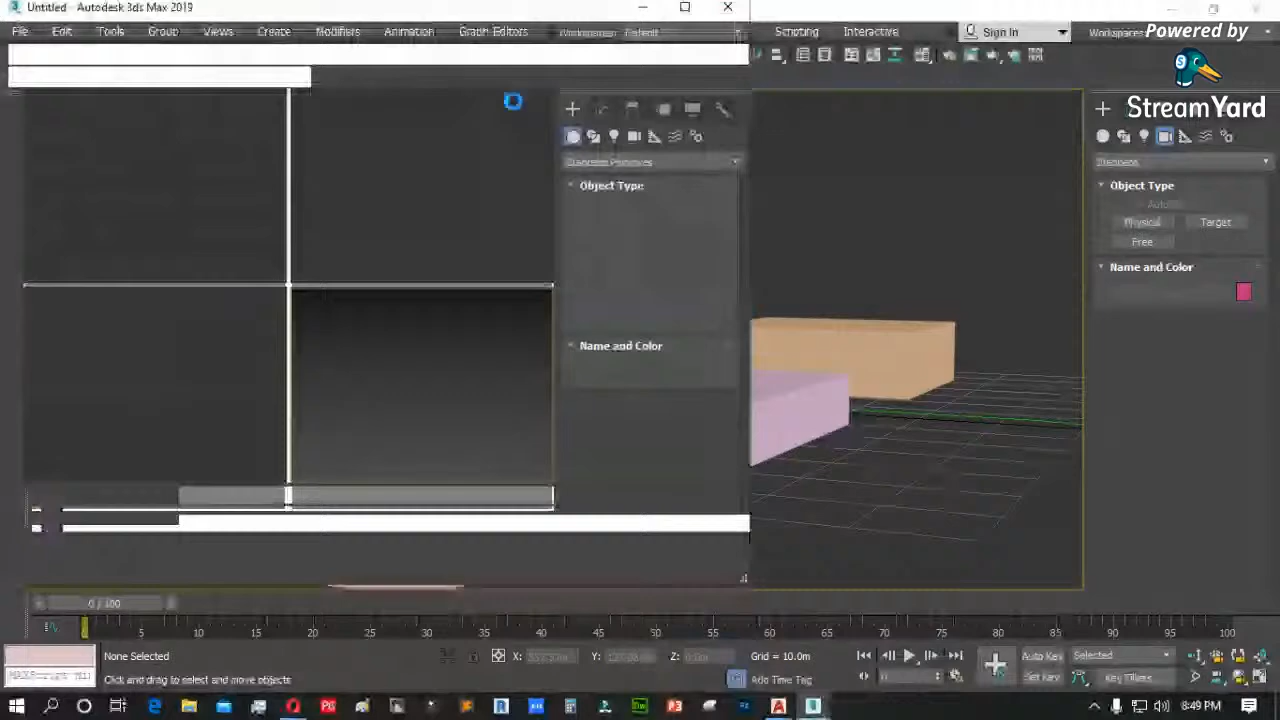 Untitled - Autodesk 3ds Max 2019
File Edit Tools Group Views Create Modifiers Animation Graph Editors
Scripting Interactive Sign In Workspaces:
Powered by
StreamYard
Object Type
Name and Color
Object Type
Physical Target
Free
Name and Color
0 / 100
5 10 15 20 25 30 35 40 45 50 55 60 65 70 75 80 85 90 95 100
None Selected X: Y: Z: Grid = 10.0m Auto Key Selected
Click and drag to select and move objects Add Time Tag Set Key Key Filters...
8:49 PM